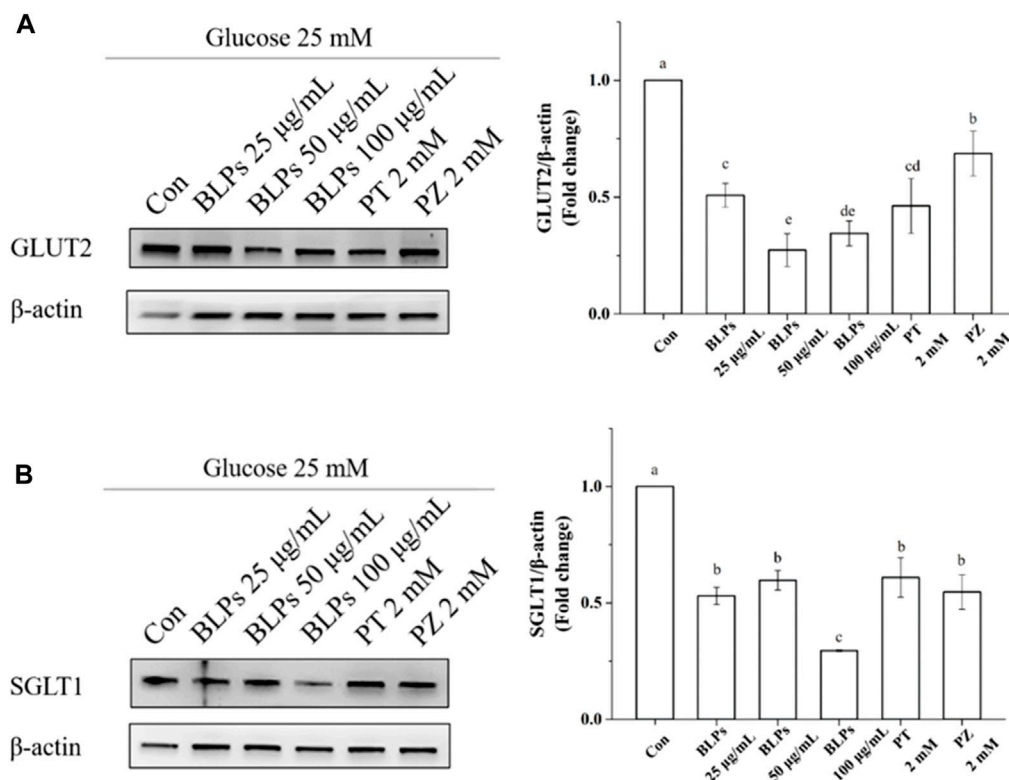 A
Glucose 25 mM
Con
BLPs 25 µg/mL
BLPs 50 µg/mL
BLPs 100 µg/mL
PT 2 mM
PZ 2 mM
GLUT2
β-actin
GLUT2/β-actin
(Fold change)
1.0
0.5
0.0
a
c
e
de
cd
b
Con
BLPs
25 µg/mL
BLPs
50 µg/mL
BLPs
100 µg/mL
PT
2 mM
PZ
2 mM
B
Glucose 25 mM
Con
BLPs 25 µg/mL
BLPs 50 µg/mL
BLPs 100 µg/mL
PT 2 mM
PZ 2 mM
SGLT1
β-actin
SGLT1/β-actin
(Fold change)
1.0
0.5
0.0
a
b
b
c
b
b
Con
BLPs
25 µg/mL
BLPs
50 µg/mL
BLPs
100 µg/mL
PT
2 mM
PZ
2 mM